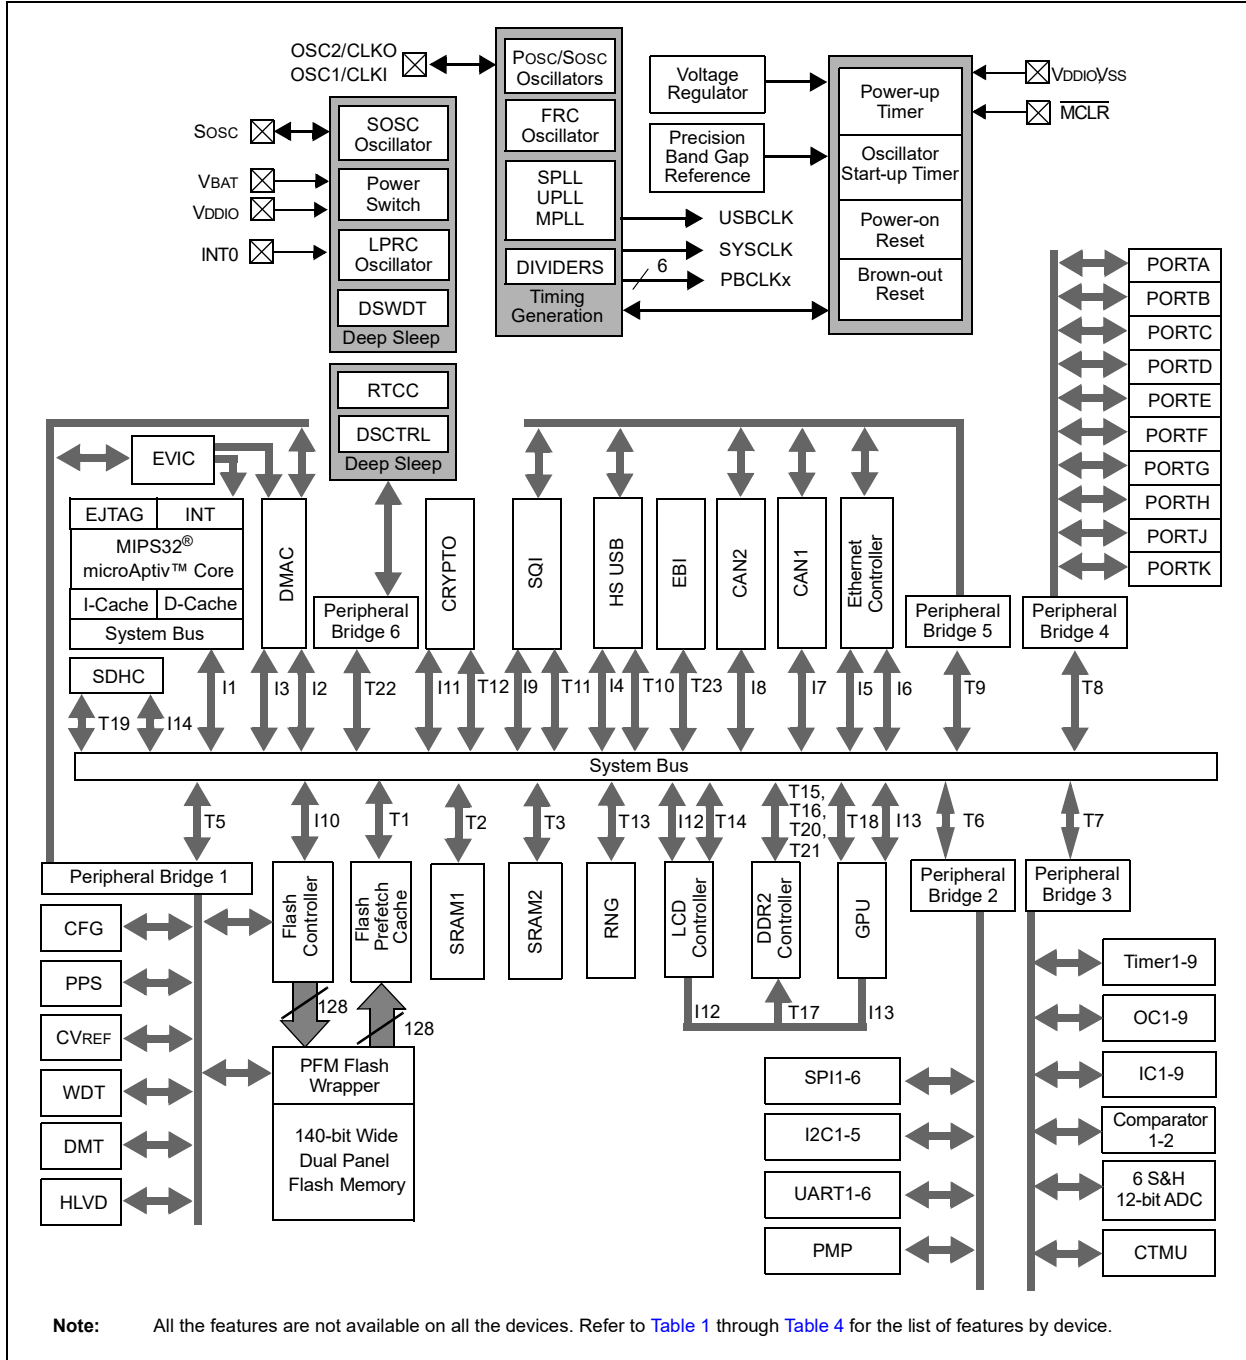 OSC2/CLKO
OSC1/CLKI
POSC/SOSC
Oscillators
FRC
Oscillator
SPLL
UPLL
MPLL
DIVIDERS
Timing
Generation
Voltage
Regulator
Precision
Band Gap
Reference
Power-up
Timer
Oscillator
Start-up Timer
Power-on
Reset
Brown-out
Reset
VDDIO,VSS
MCLR
SOSC
VBAT
VDDIO
INT0
SOSC
Oscillator
Power
Switch
LPRC
Oscillator
DSWDT
Deep Sleep
USBCLK
SYSCLK
6
PBCLKx
RTCC
DSCTRL
Deep Sleep
PORTA
PORTB
PORTC
PORTD
PORTE
PORTF
PORTG
PORTH
PORTJ
PORTK
EVIC
EJTAG
INT
MIPS32®
microAptiv™ Core
I-Cache
D-Cache
System Bus
DMAC
Peripheral
Bridge 6
CRYPTO
SQI
HS USB
EBI
CAN2
CAN1
Ethernet
Controller
Peripheral
Bridge 5
Peripheral
Bridge 4
SDHC
T19
I14
I1
I3
I2
T22
I11
T12
I9
T11
I4
T10
T23
I8
I7
I5
I6
T9
T8
System Bus
T5
I10
T1
T2
T3
T13
I12
T14
T15,
T16,
T20,
T21
T18
I13
T6
T7
Peripheral Bridge 1
Flash
Controller
Flash
Prefetch
Cache
SRAM1
SRAM2
RNG
LCD
Controller
DDR2
Controller
GPU
Peripheral
Bridge 2
Peripheral
Bridge 3
CFG
PPS
CVREF
WDT
DMT
HLVD
128
128
I12
T17
I13
PFM Flash
Wrapper
140-bit Wide
Dual Panel
Flash Memory
SPI1-6
I2C1-5
UART1-6
PMP
Timer1-9
OC1-9
IC1-9
Comparator
1-2
6 S&H
12-bit ADC
CTMU
Note: All the features are not available on all the devices. Refer to Table 1 through Table 4 for the list of features by device.